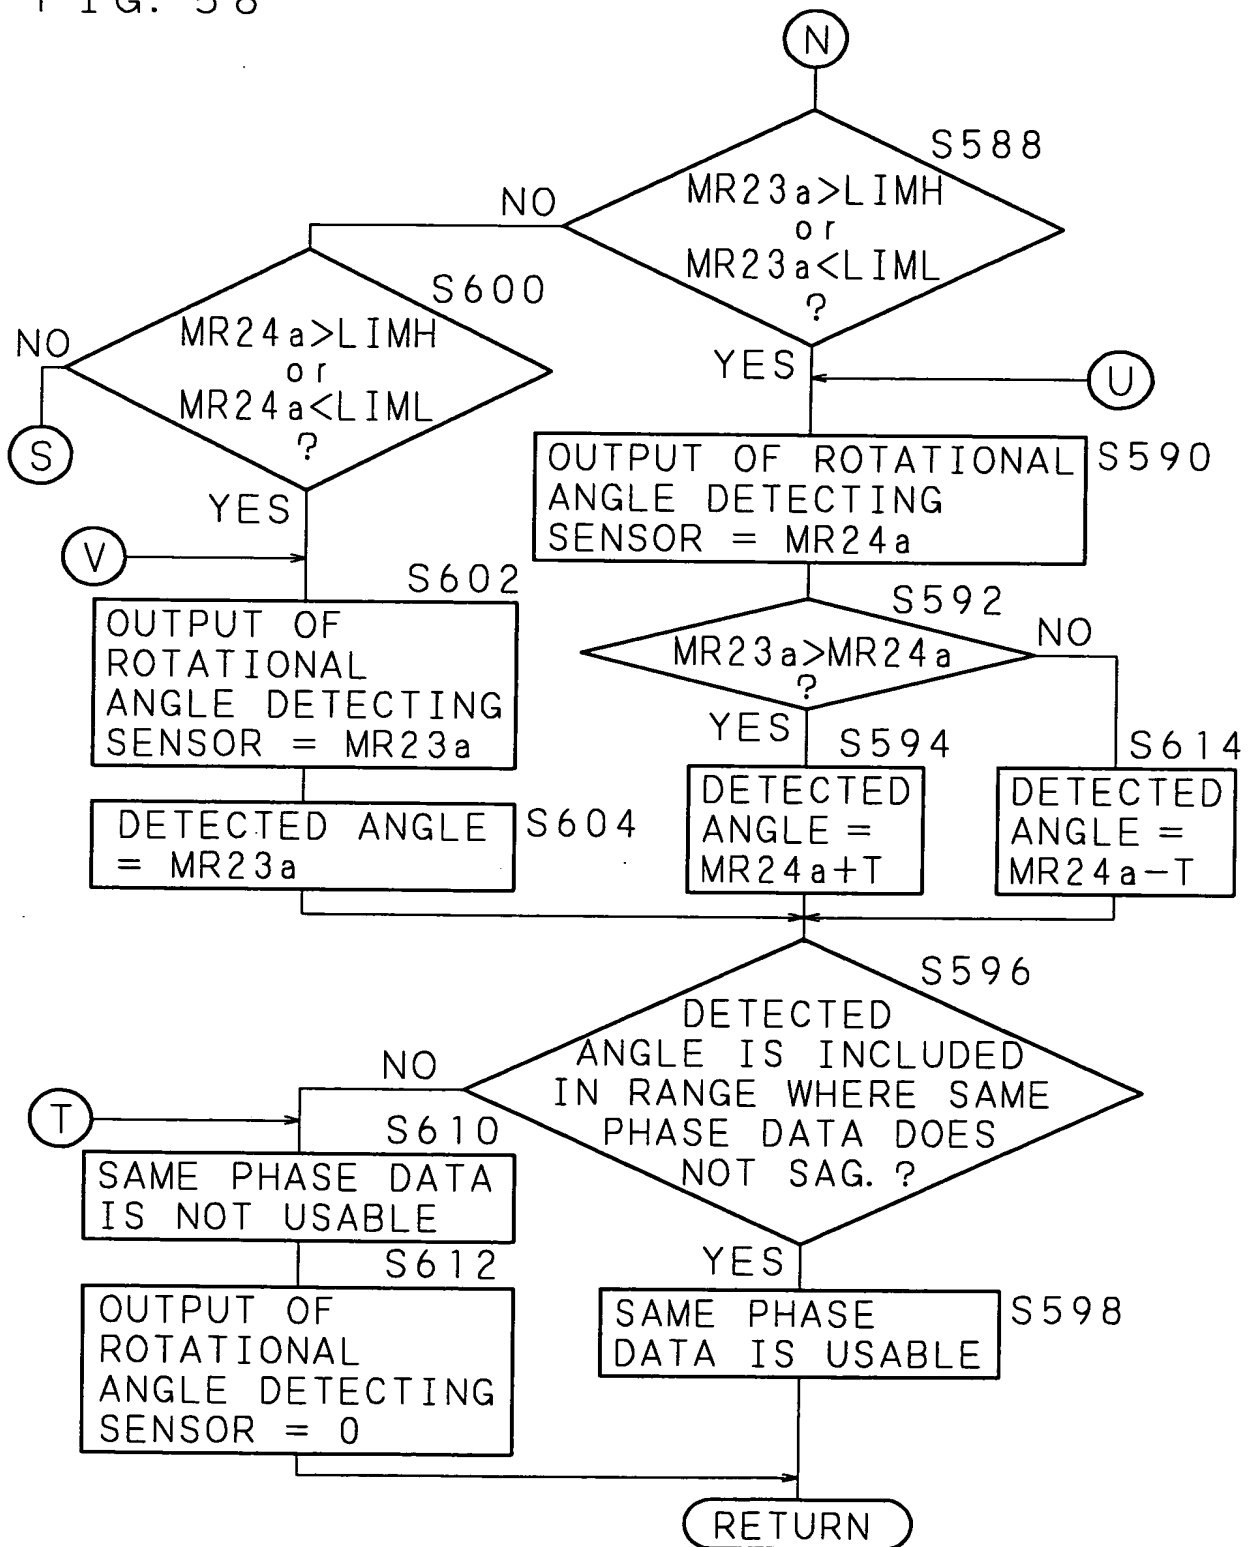 FIG. 58
N
S588
MR23a>LIMH
or
MR23a<LIML
?
NO
YES
S600
MR24a>LIMH
or
MR24a<LIML
?
NO
S
YES
U
V
S590
OUTPUT OF ROTATIONAL
ANGLE DETECTING
SENSOR = MR24a
S602
OUTPUT OF
ROTATIONAL
ANGLE DETECTING
SENSOR = MR23a
S592
MR23a>MR24a
?
NO
YES
S604
DETECTED ANGLE
= MR23a
S594
DETECTED
ANGLE =
MR24a+T
S614
DETECTED
ANGLE =
MR24a−T
S596
DETECTED
ANGLE IS INCLUDED
IN RANGE WHERE SAME
PHASE DATA DOES
NOT SAG. ?
NO
YES
T
S610
SAME PHASE DATA
IS NOT USABLE
S612
OUTPUT OF
ROTATIONAL
ANGLE DETECTING
SENSOR = 0
S598
SAME PHASE
DATA IS USABLE
RETURN